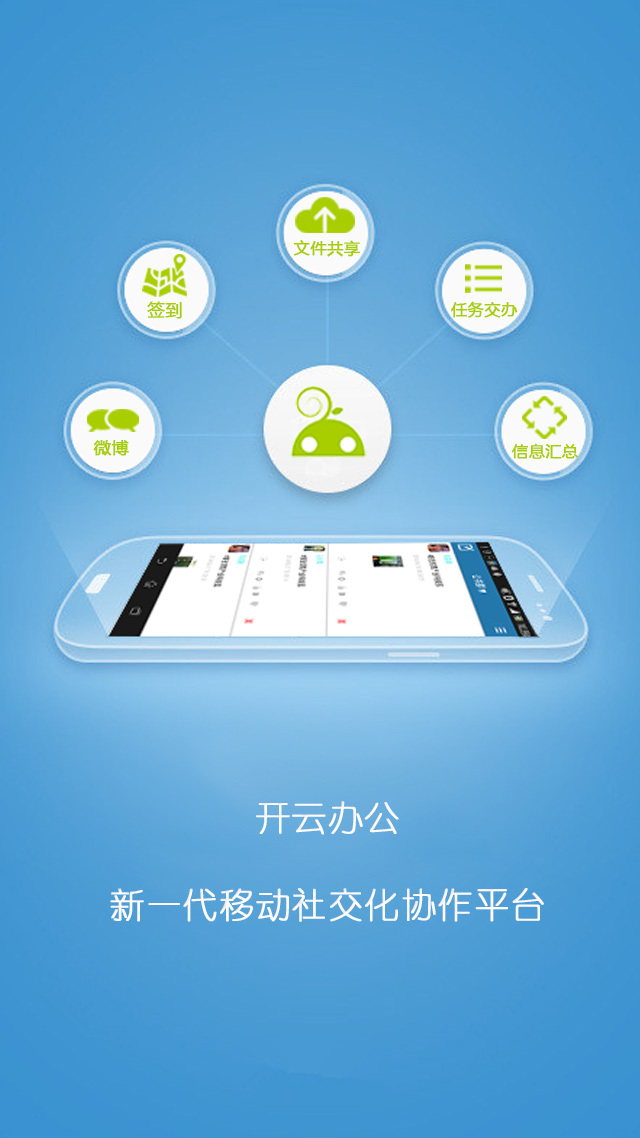 文件共享
签到
任务交办
微博
信息汇总
开云办公
新一代移动社交化协作平台